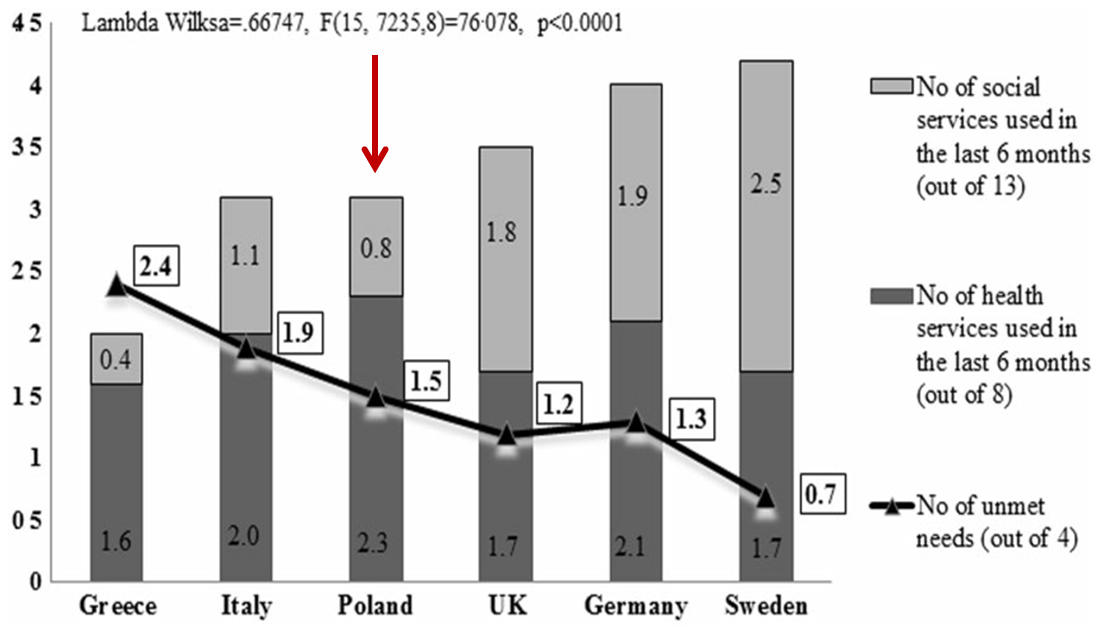 Lambda Wilksa=.66747, F(15, 7235,8)=76·078, p<0.0001
4 5
4
3 5
3
2 5
2
1 5
1
0 5
0
2.4
1.9
1.5
1.2
1.3
0.7
0.4
1.1
0.8
1.8
1.9
2.5
1.6
2.0
2.3
1.7
2.1
1.7
Greece Italy Poland UK Germany Sweden
No of social
services used in
the last 6 months
(out of 13)
No of health
services used in
the last 6 months
(out of 8)
No of unmet
needs (out of 4)